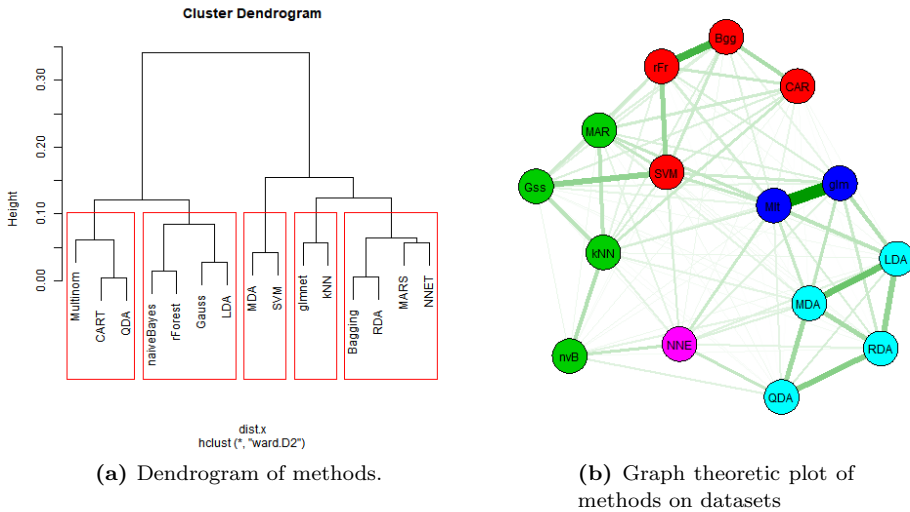 Cluster Dendrogram
Height
0.00
0.10
0.20
0.30
Multinom
CART
QDA
naiveBayes
rForest
Gauss
LDA
MDA
SVM
glmnet
kNN
Bagging
RDA
MARS
NNET
dist.x
hclust (*, "ward.D2")
(a) Dendrogram of methods.
Bgg
rFr
CAR
MAR
SVM
Gss
glm
Mlt
kNN
LDA
MDA
NNE
RDA
nvB
QDA
(b) Graph theoretic plot of
methods on datasets